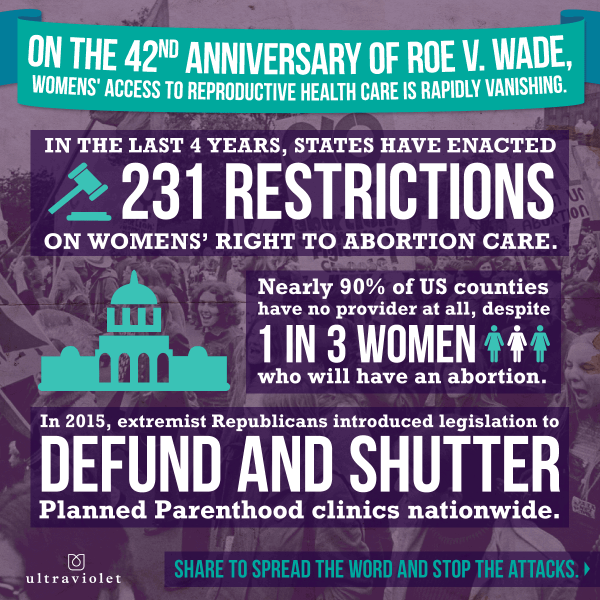 ON THE 42ND ANNIVERSARY OF ROE V. WADE,
WOMENS' ACCESS TO REPRODUCTIVE HEALTH CARE IS RAPIDLY VANISHING.
IN THE LAST 4 YEARS, STATES HAVE ENACTED
231 RESTRICTIONS
ON WOMENS' RIGHT TO ABORTION CARE.
Nearly 90% of US counties
have no provider at all, despite
1 IN 3 WOMEN
who will have an abortion.
In 2015, extremist Republicans introduced legislation to
DEFUND AND SHUTTER
Planned Parenthood clinics nationwide.
ultraviolet
SHARE TO SPREAD THE WORD AND STOP THE ATTACKS.